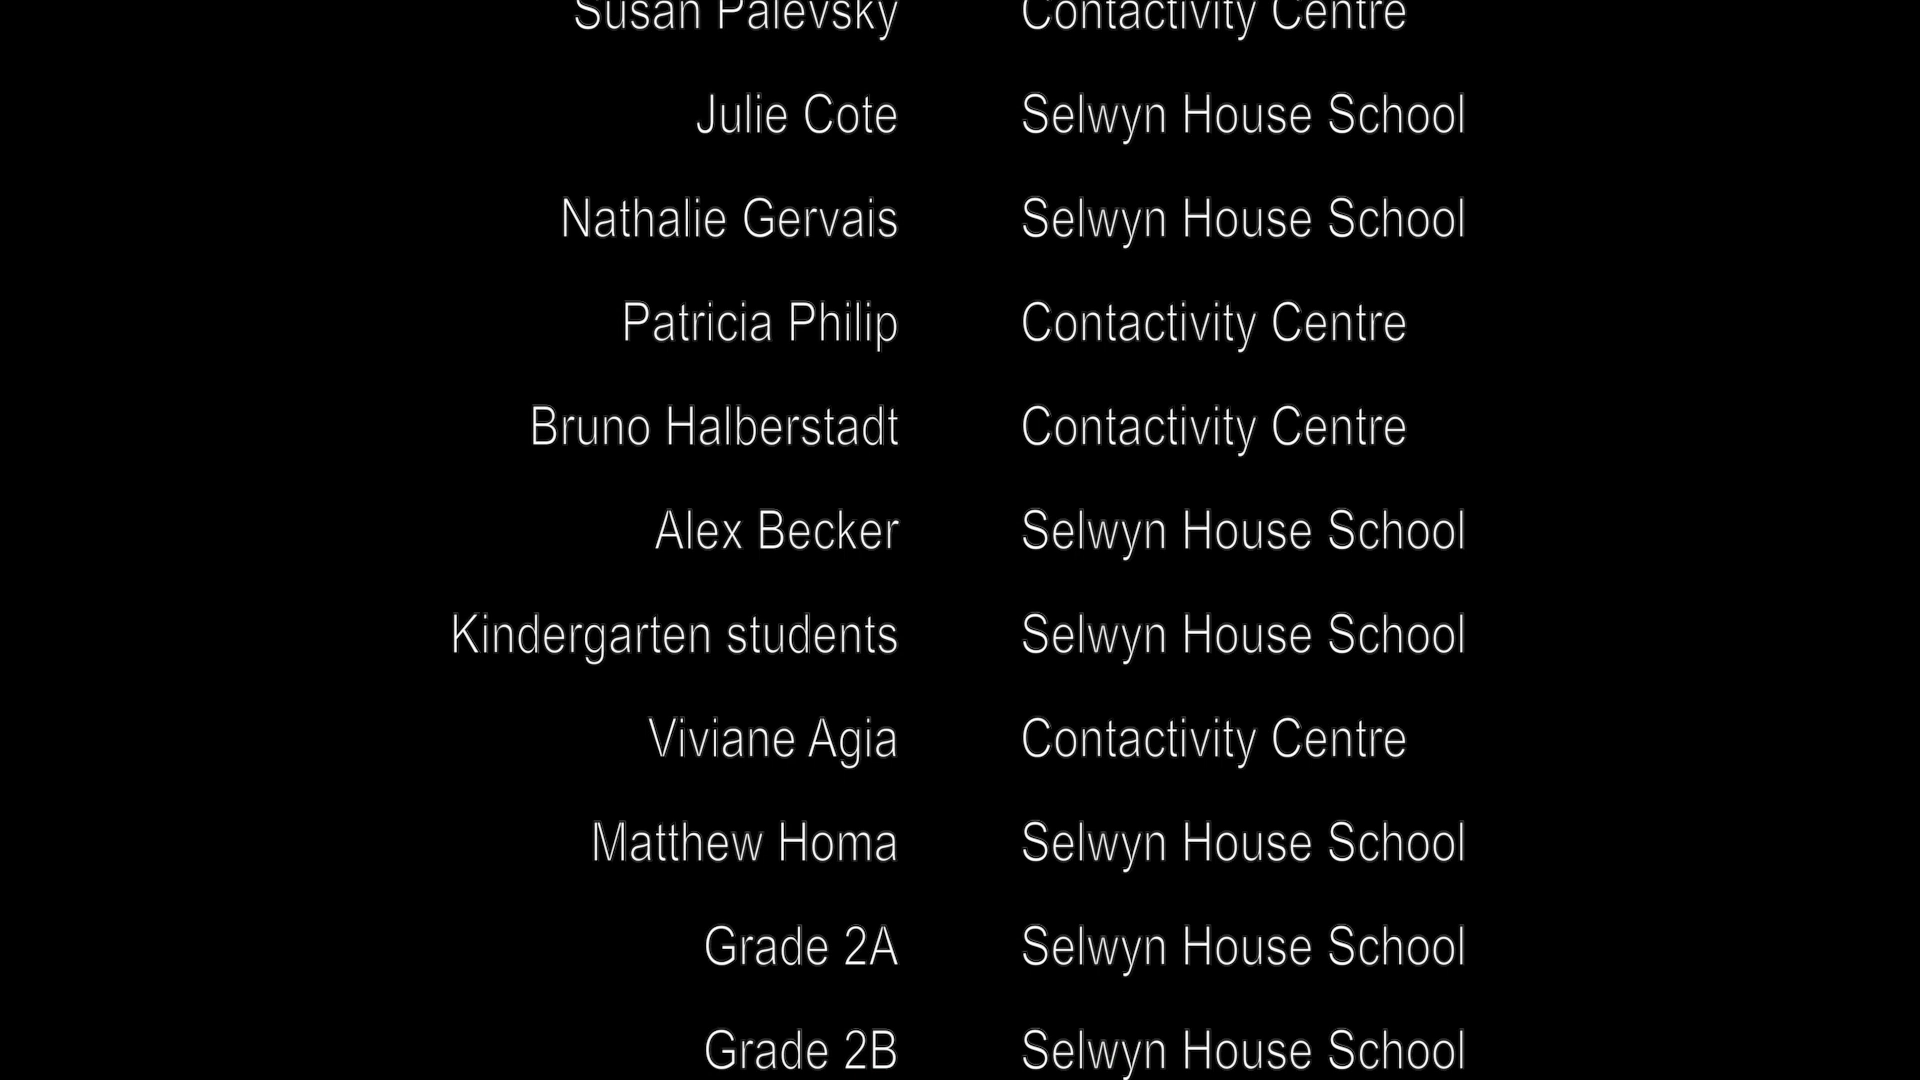 Susan Palevsky Contactivity Centre
Julie Cote Selwyn House School
Nathalie Gervais Selwyn House School
Patricia Philip Contactivity Centre
Bruno Halberstadt Contactivity Centre
Alex Becker Selwyn House School
Kindergarten students Selwyn House School
Viviane Agia Contactivity Centre
Matthew Homa Selwyn House School
Grade 2A Selwyn House School
Grade 2B Selwyn House School